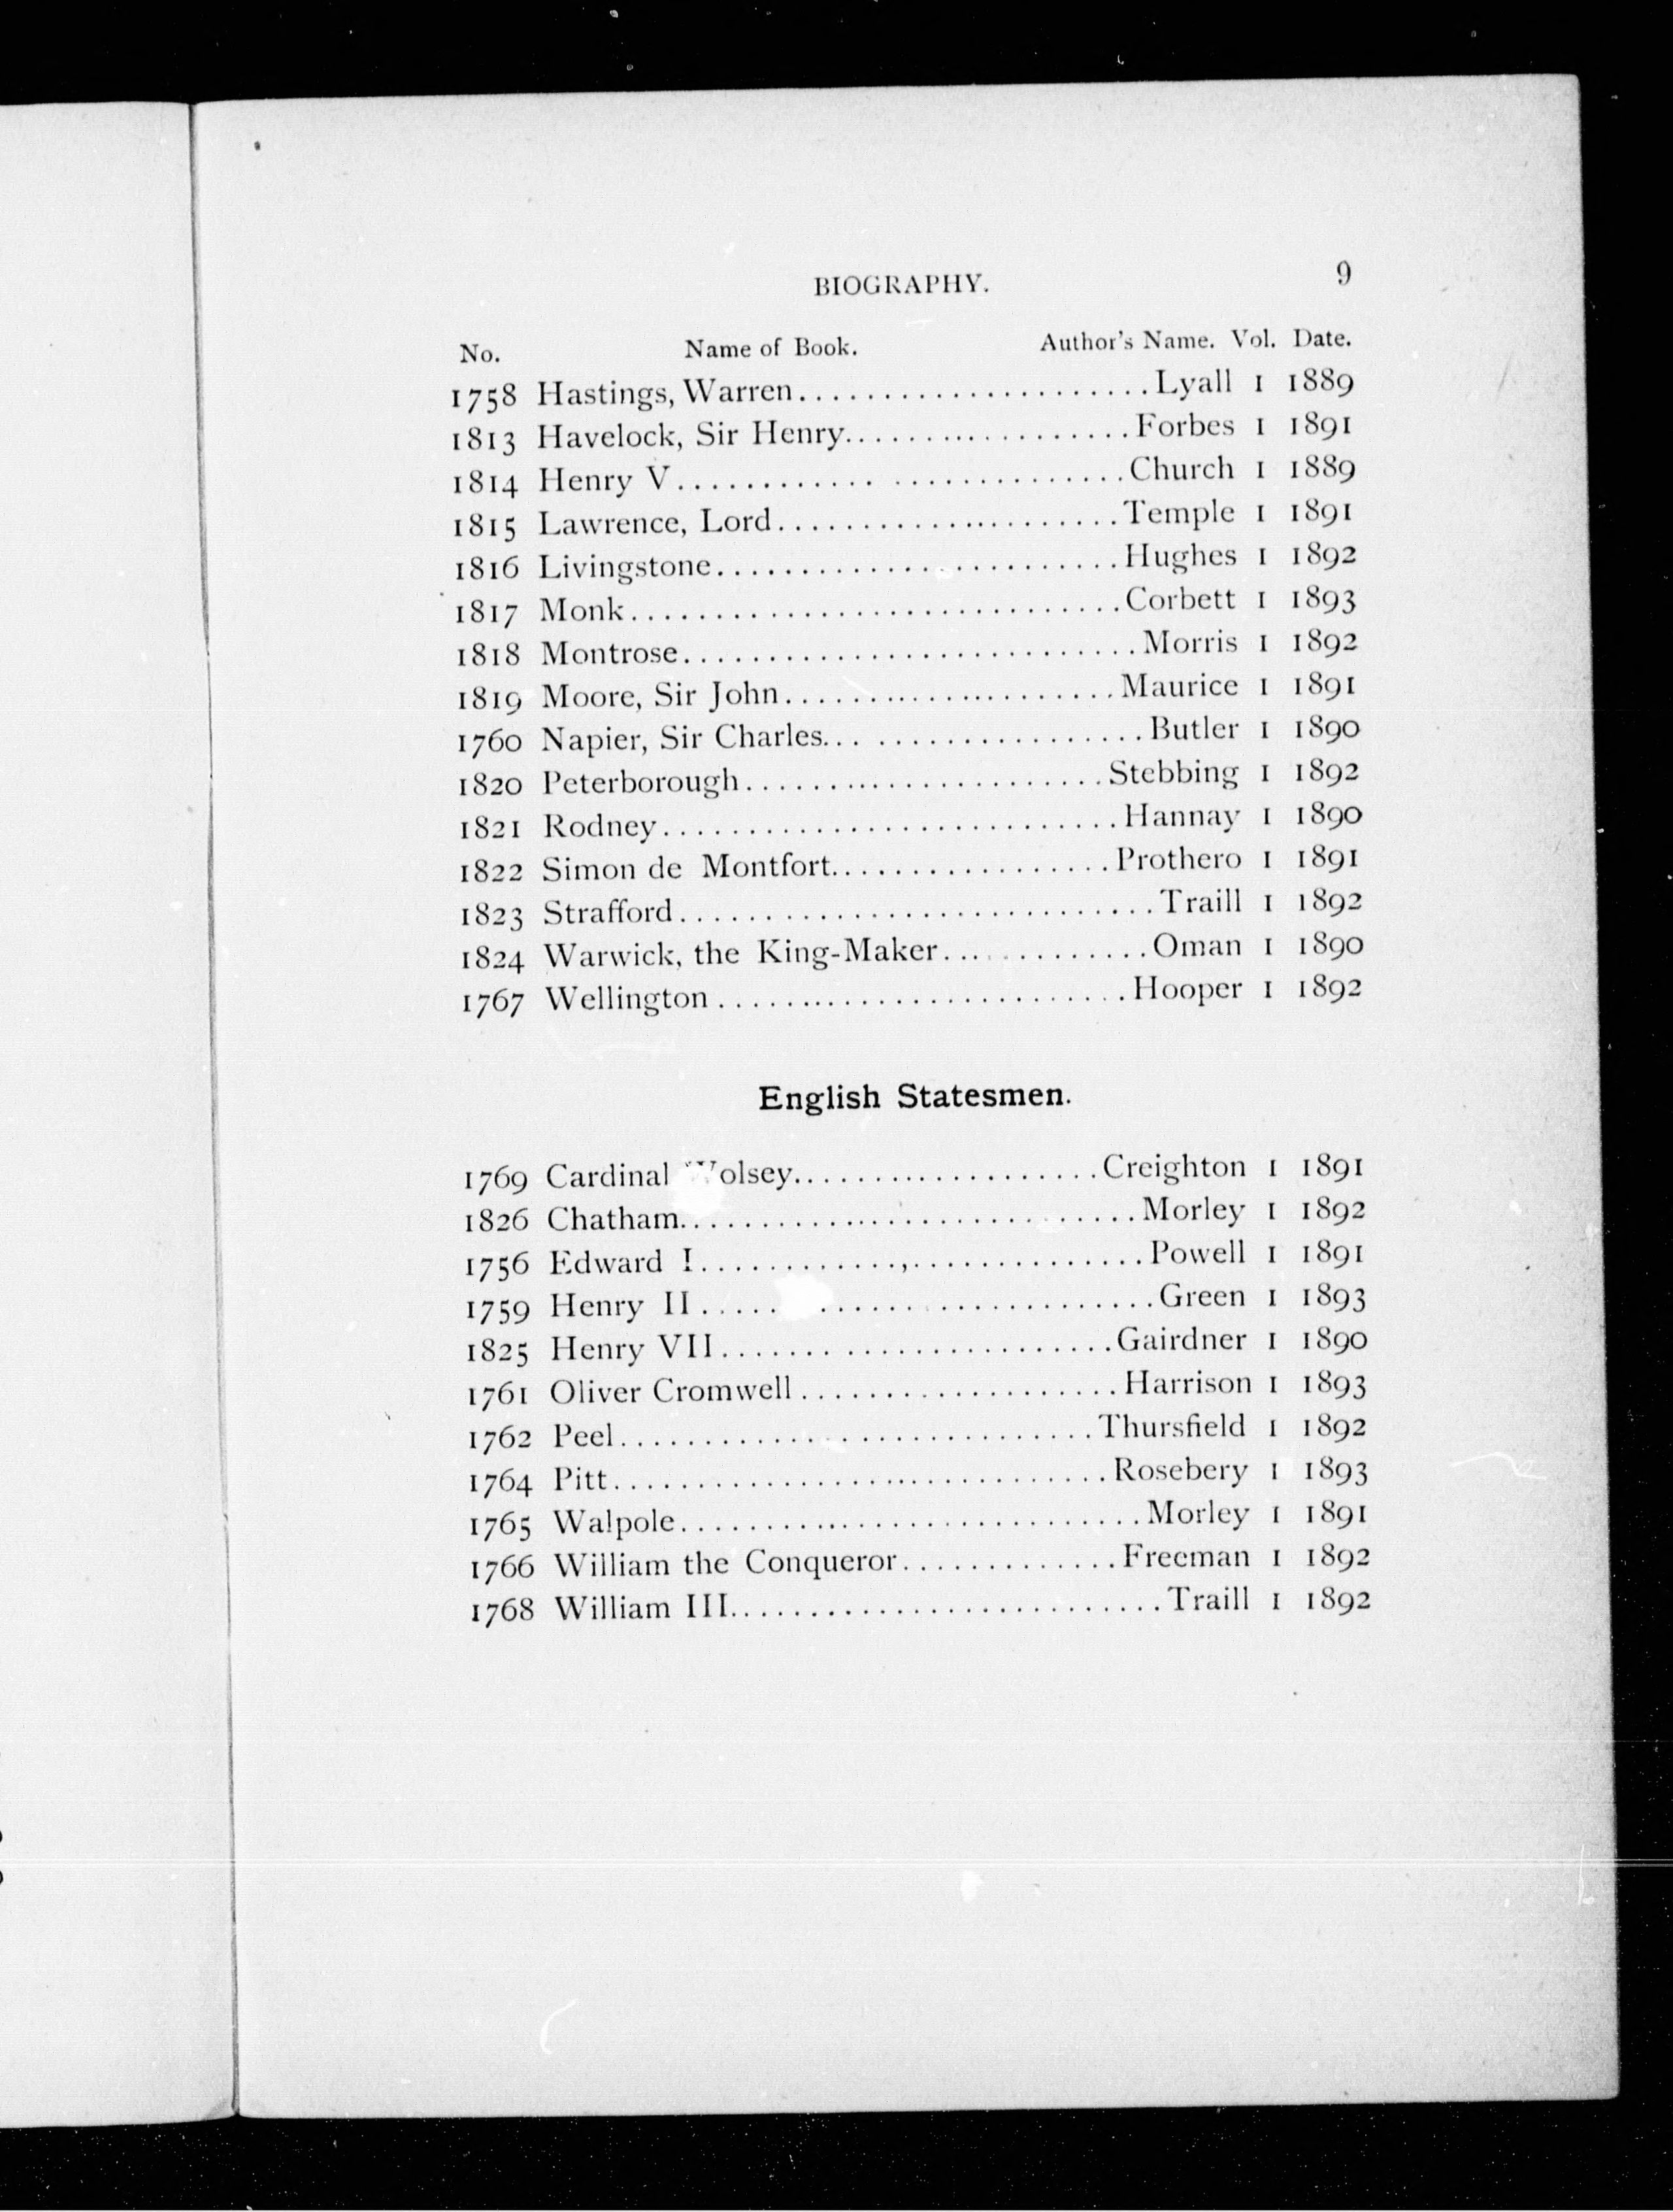 BIOGRAPHY. 9
No. Name of Book. Author's Name. Vol. Date.
1758 Hastings, Warren.....................Lyall 1 1889
1813 Havelock, Sir Henry..................Forbes 1 1891
1814 Henry V............ ..............Church 1 1889
1815 Lawrence, Lord.....................Temple 1 1891
1816 Livingstone........................Hughes 1 1892
1817 Monk.............................Corbett 1 1893
1818 Montrose...........................Morris 1 1892
1819 Moore, Sir John.....................Maurice 1 1891
1760 Napier, Sir Charles... ................Butler 1 1890
1820 Peterborough......................Stebbing 1 1892
1821 Rodney...........................Hannay 1 1890
1822 Simon de Montfort.................Prothero 1 1891
1823 Strafford............................Traill 1 1892
1824 Warwick, the King-Maker.............Oman 1 1890
1767 Wellington.........................Hooper 1 1892
English Statesmen.
1769 Cardinal Wolsey...................Creighton 1 1891
1826 Chatham...........................Morley 1 1892
1756 Edward I...........................Powell 1 1891
1759 Henry II..... ....................Green 1 1893
1825 Henry VII....... ................Gairdner 1 1890
1761 Oliver Cromwell...................Harrison 1 1893
1762 Peel............................Thursfield 1 1892
1764 Pitt..............................Rosebery 1 1893
1765 Walpole............................Morley 1 1891
1766 William the Conqueror.............Freeman 1 1892
1768 William III..........................Traill 1 1892